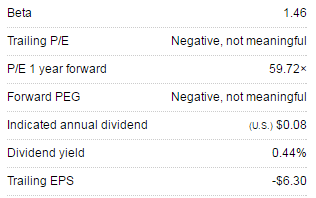 Beta 1.46
Trailing P/E Negative, not meaningful
P/E 1 year forward 59.72×
Forward PEG Negative, not meaningful
Indicated annual dividend (U.S.) $0.08
Dividend yield 0.44%
Trailing EPS -$6.30